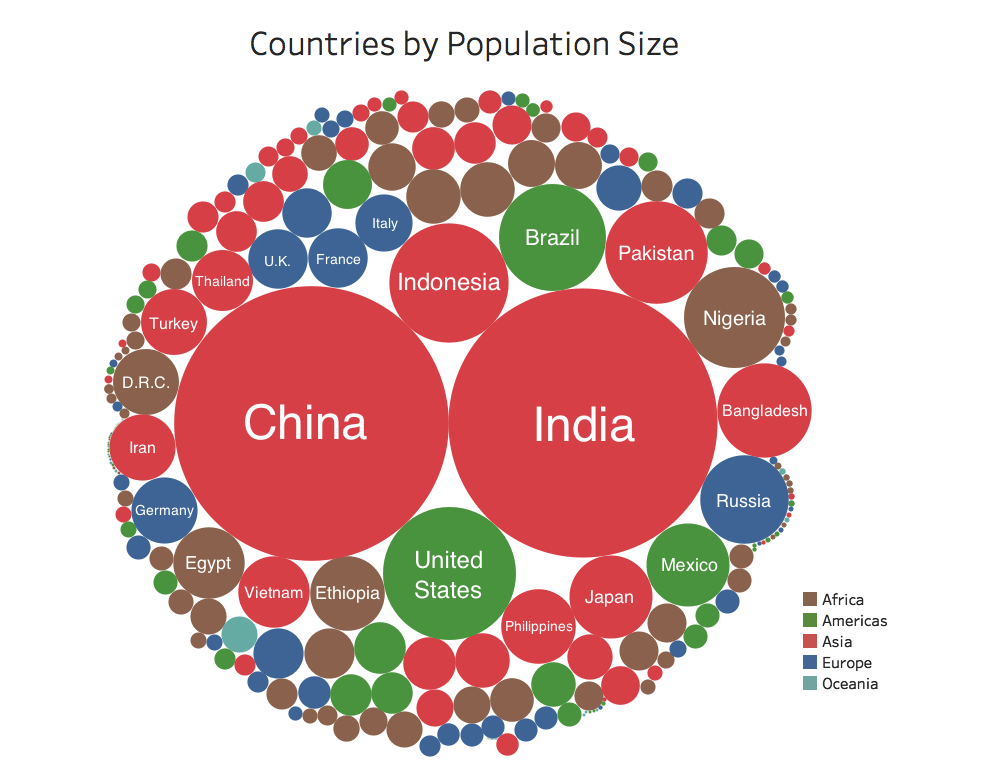 Countries by Population Size
Italy
Brazil
Pakistan
U.K.
France
Thailand
Indonesia
Turkey
Nigeria
D.R.C.
China
India
Bangladesh
Iran
Germany
Russia
Egypt
Vietnam
Ethiopia
United
States
Philippines
Japan
Mexico
Africa
Americas
Asia
Europe
Oceania